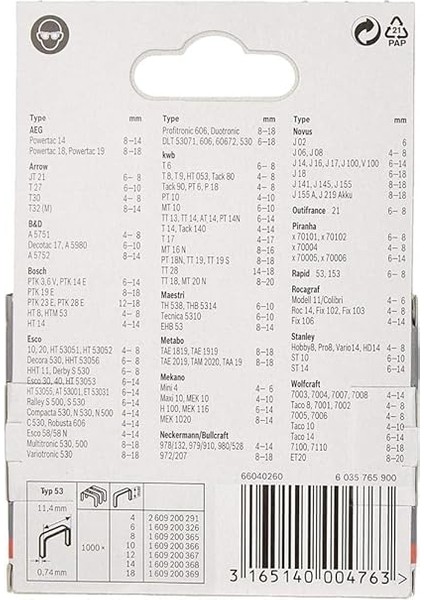 21
PAP
Type mm
AEG
Powertac 14 8–14
Powertac 18, Powertac 19 8–18
Arrow
JT 21 6– 8
T 27 6–10
T30 4– 8
T32 (M) 8–14
B&D
A 5751 4– 8
Decotac 17, A 5980 6–10
A 5752 8–14
Bosch
PTK 3,6 V, PTK 14 E 6–14
PTK 19 E 8–18
PTK 23 E, PTK 28 E 12–18
HT 8, HTM 53 4– 8
HT 14 4–14
Esco
10, 20, HT 53051, HT 53052 4– 8
Decora 530, HHT 53056 6– 8
HHT 11, Derby S 530 6– 8
Esco 30, 40, HT 53053 6–14
HT53055, AT 53001, ET 53031 6–14
Ralley S 500, S 530 6–14
Compacta 530, N 530, N 500 4–14
C 530, Robusta 606 4–14
Esco 58/58 N 4–14
Multitronic 530, 500 8–18
Variotronic 530 8–18
Type mm
Profitronic 606, Duotronic 8–18
DLT 53071, 606, 60672, 530 6–18
kwb
T 6 6– 8
T 8, T 9, HT 053, Tack 80 4– 8
Tack 90, PT 6, P 18 4– 8
PT 10 4–10
MT 10 6–10
TT 13, TT 14, AT 14, PT 14N 6–14
T 14, Tack 140 4–14
T 17 4–17
MT 16 N 8–16
PT 18N, TT 19, TT 19 S 8–18
TT 28 14–18
TT 18, MT 20 N 8–20
Maestri
TH 538, THB 5314 6–10
Tecnica 5310 6–10
EHB 53 8–14
Metabo
TAE 1819, TAE 1919 8–18
TAE 2019, TAM 2020, TAA 19 8–18
Mekano
Mini 4 4– 6
Maxi 10, MEK 10 4–10
H 100, MEK 116 4–14
MEK 1020 8–14
Neckermann/Bullcraft
978/132, 979/910, 980/528 4–14
972/207 8–18
Novus
J 02 6
J 06, J 08 4– 8
J 14, J 16, J 17, J 100, V 100 6–14
J 18 6–18
J 141, J 145, J 155 8–18
J 155 A, J 219 Akku 8–18
Outifrance 21 6– 8
Piranha
x 70101, x 70102 6– 8
x 70004 4– 8
x 70005, x 70006 6–14
Rapid 53, 153 6– 8
Rocagraf
Modell 11/Colibri 4– 6
Roc 14, Fix 102, Fix 103 4– 8
Fix 106 4–14
Stanley
Hobby8, Pro8, Vario14, HD14 4– 8
ST 10 6–10
ST 14 6–14
Wolfcraft
7003, 7004, 7007, 7008 4–14
Taco 8, 7001, 7002 4– 8
7005, 7006 4– 8
Taco 10 4–10
Taco 14 6–14
7100, 7110 8–18
ET20 8–20
66040260 6 035 765 900
Typ 53
11,4mm
0,74mm
1000×
4 2 609 200 291
6 1 609 200 326
8 1 609 200 365
10 1 609 200 366
12 1 609 200 367
14 1 609 200 368
18 1 609 200 369
3 165140 004763 >